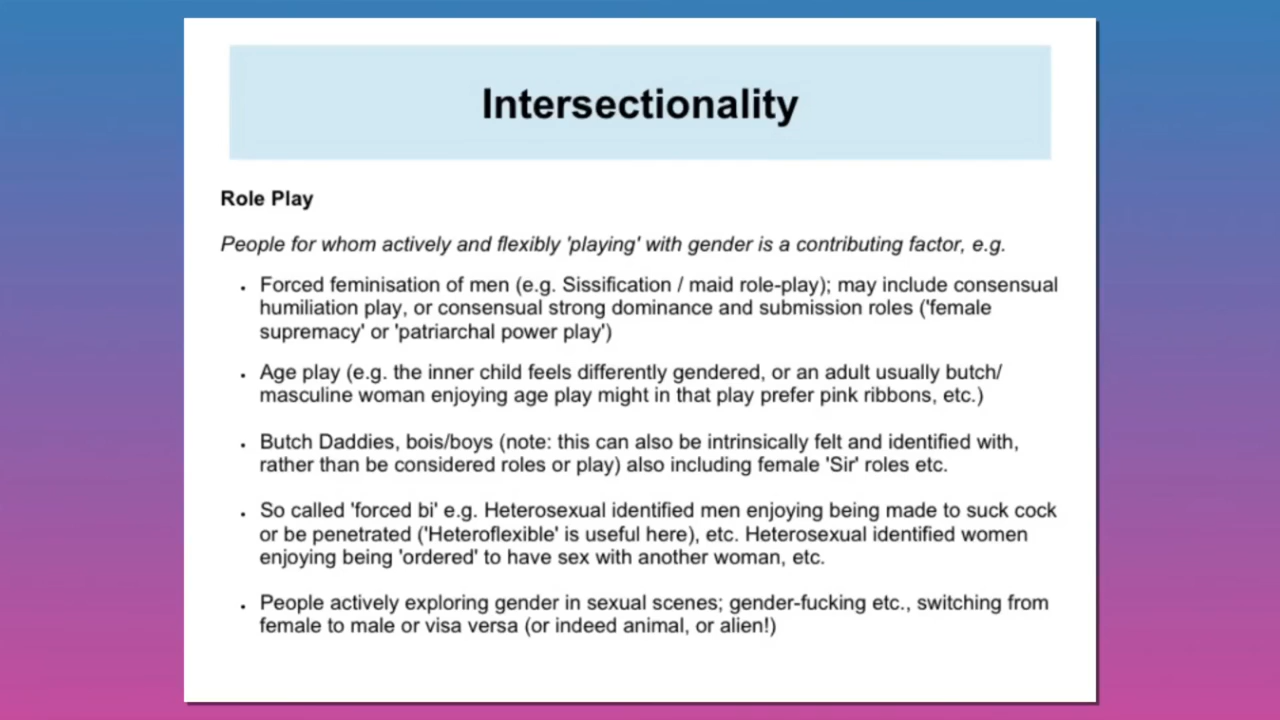 Intersectionality
Role Play
People for whom actively and flexibly 'playing' with gender is a contributing factor, e.g.
• Forced feminisation of men (e.g. Sissification / maid role-play); may include consensual
humiliation play, or consensual strong dominance and submission roles ('female
supremacy' or 'patriarchal power play')
• Age play (e.g. the inner child feels differently gendered, or an adult usually butch/
masculine woman enjoying age play might in that play prefer pink ribbons, etc.)
• Butch Daddies, bois/boys (note: this can also be intrinsically felt and identified with,
rather than be considered roles or play) also including female 'Sir' roles etc.
• So called 'forced bi' e.g. Heterosexual identified men enjoying being made to suck cock
or be penetrated ('Heteroflexible' is useful here), etc. Heterosexual identified women
enjoying being 'ordered' to have sex with another woman, etc.
• People actively exploring gender in sexual scenes; gender-fucking etc., switching from
female to male or visa versa (or indeed animal, or alien!)